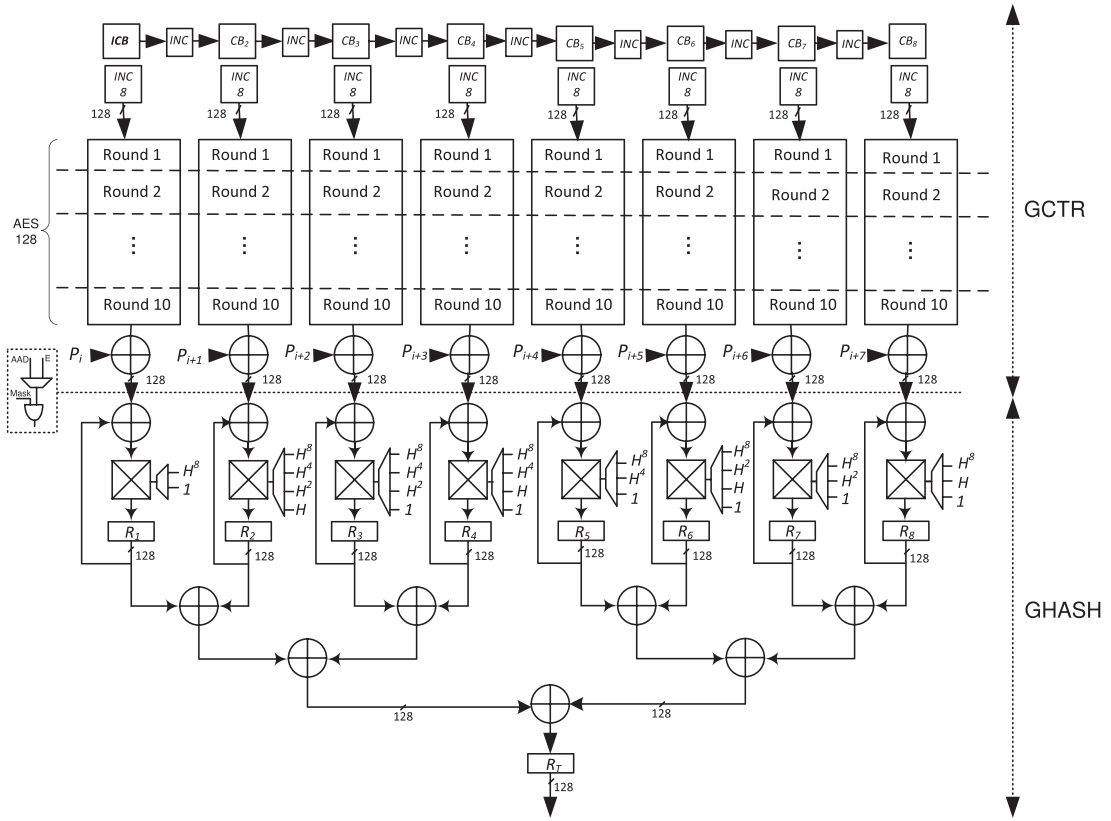 ICB INC CB2 INC CB3 INC CB4 INC CB5 INC CB6 INC CB7 INC CB8
INC INC INC INC INC INC INC INC
8 8 8 8 8 8 8 8
128 128 128 128 128 128 128 128
Round 1 Round 1 Round 1 Round 1 Round 1 Round 1 Round 1 Round 1
Round 2 Round 2 Round 2 Round 2 Round 2 Round 2 Round 2 Round 2
GCTR
AES
128
⋮ ⋮ ⋮ ⋮ ⋮ ⋮ ⋮ ⋮
Round 10 Round 10 Round 10 Round 10 Round 10 Round 10 Round 10 Round 10
Pi Pi+1 Pi+2 Pi+3 Pi+4 Pi+5 Pi+6 Pi+7
AAD E
128 128 128 128 128 128 128 128
Mask
H8 H8 H8 H8 H8 H8 H8 H8
1 H4 H4 H4 H4 H2 H2 H
H2 H2 H 1 H 1 1
H 1 1 1
R1 R2 R3 R4 R5 R6 R7 R8
128 128 128 128 128 128 128 128
GHASH
128 128
RT
128